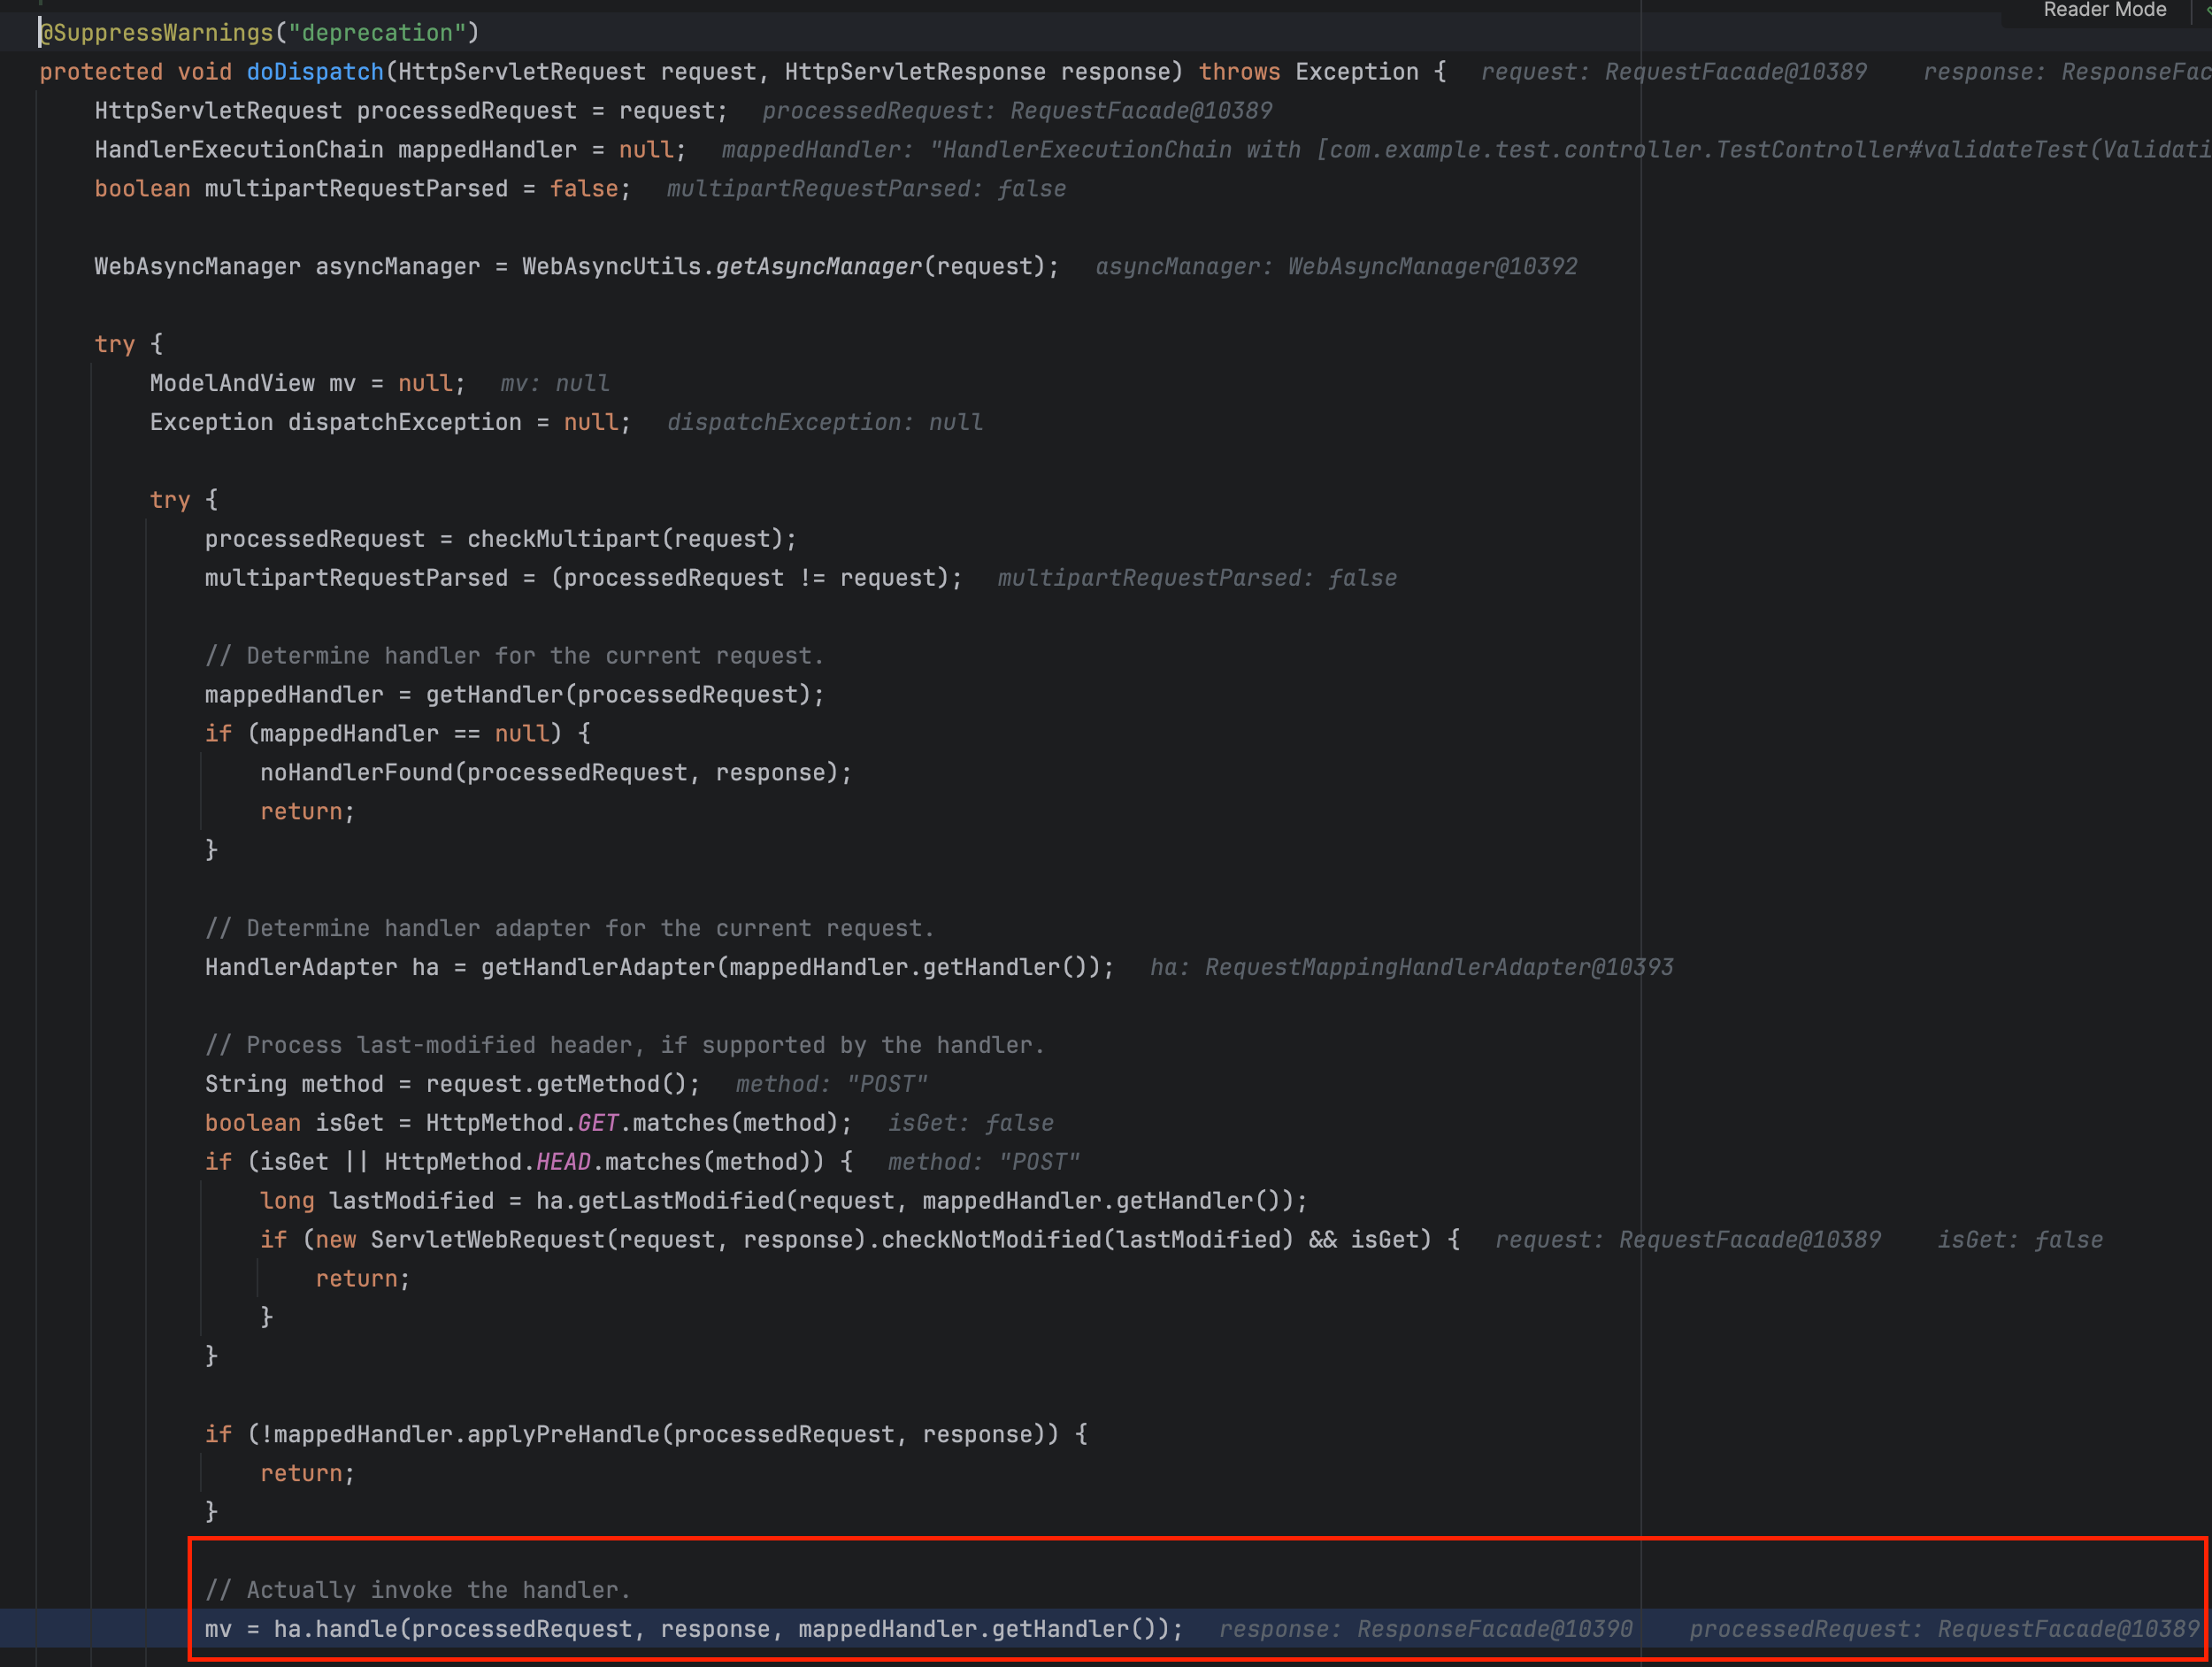 Reader Mode
@SuppressWarnings("deprecation")
protected void doDispatch(HttpServletRequest request, HttpServletResponse response) throws Exception {   request: RequestFacade@10389    response: ResponseFac
HttpServletRequest processedRequest = request;   processedRequest: RequestFacade@10389
HandlerExecutionChain mappedHandler = null;   mappedHandler: "HandlerExecutionChain with [com.example.test.controller.TestController#validateTest(Validati
boolean multipartRequestParsed = false;   multipartRequestParsed: false
WebAsyncManager asyncManager = WebAsyncUtils.getAsyncManager(request);   asyncManager: WebAsyncManager@10392
try {
ModelAndView mv = null;   mv: null
Exception dispatchException = null;   dispatchException: null
try {
processedRequest = checkMultipart(request);
multipartRequestParsed = (processedRequest != request);   multipartRequestParsed: false
// Determine handler for the current request.
mappedHandler = getHandler(processedRequest);
if (mappedHandler == null) {
noHandlerFound(processedRequest, response);
return;
}
// Determine handler adapter for the current request.
HandlerAdapter ha = getHandlerAdapter(mappedHandler.getHandler());   ha: RequestMappingHandlerAdapter@10393
// Process last-modified header, if supported by the handler.
String method = request.getMethod();   method: "POST"
boolean isGet = HttpMethod.GET.matches(method);   isGet: false
if (isGet || HttpMethod.HEAD.matches(method)) {   method: "POST"
long lastModified = ha.getLastModified(request, mappedHandler.getHandler());
if (new ServletWebRequest(request, response).checkNotModified(lastModified) && isGet) {   request: RequestFacade@10389    isGet: false
return;
}
}
if (!mappedHandler.applyPreHandle(processedRequest, response)) {
return;
}
// Actually invoke the handler.
mv = ha.handle(processedRequest, response, mappedHandler.getHandler());   response: ResponseFacade@10390    processedRequest: RequestFacade@10389